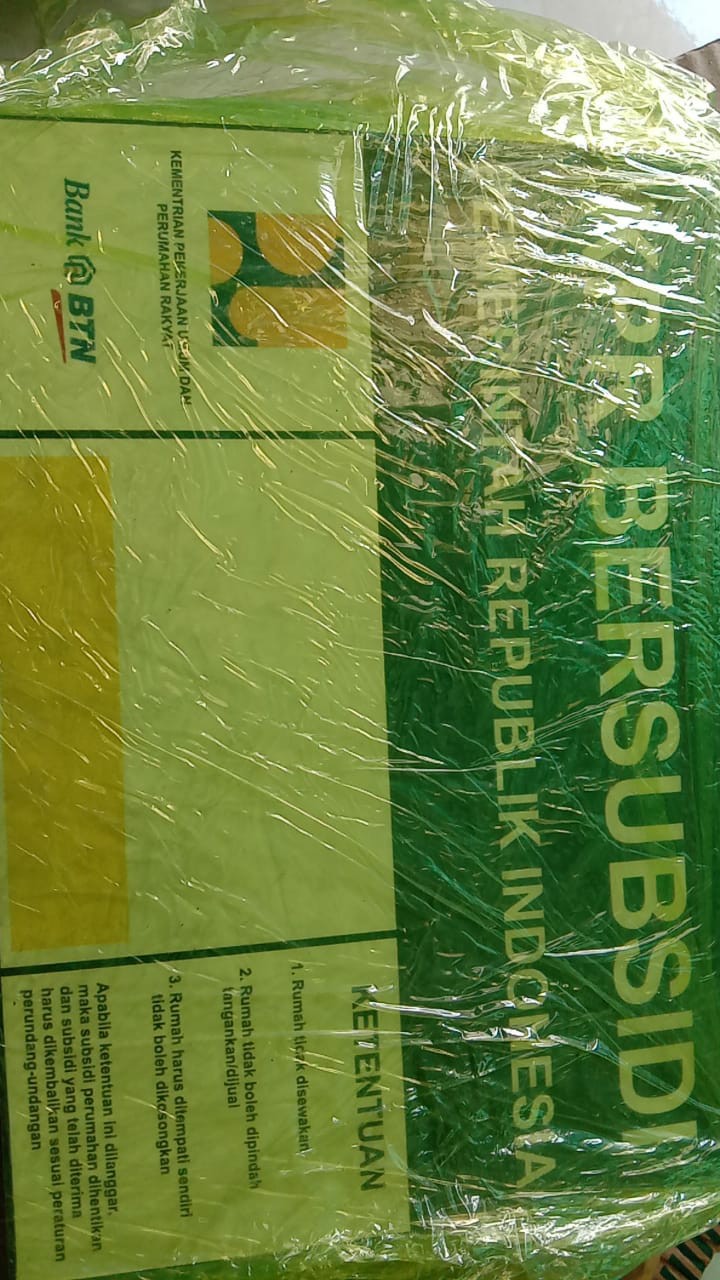 KPR BERSUBSIDI
PEMERINTAH REPUBLIK INDONESIA
KEMENTRIAN PEKERJAAN UMUM DAN
PERUMAHAN RAKYAT
Bank BTN
KETENTUAN
1. Rumah tidak disewakan
2. Rumah tidak boleh dipindah
tangankan/dijual
3. Rumah harus ditempati sendiri
tidak boleh dikosongkan
Apabila ketentuan ini dilanggar,
maka subsidi perumahan dihentikan
dan subsidi yang telah diterima
harus dikembalikan sesuai peraturan
perundang-undangan